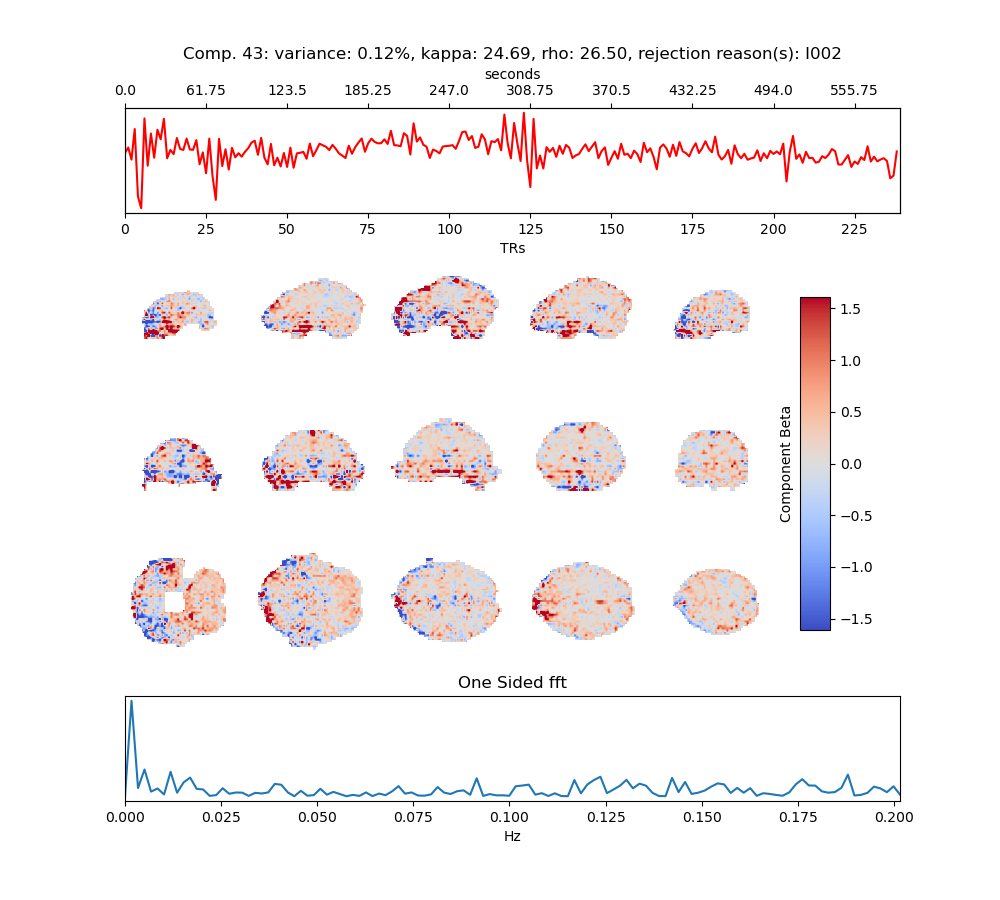 Comp. 43: variance: 0.12%, kappa: 24.69, rho: 26.50, rejection reason(s): I002
seconds
0.0 61.75 123.5 185.25 247.0 308.75 370.5 432.25 494.0 555.75
0 25 50 75 100 125 150 175 200 225
TRs
1.5
1.0
0.5
0.0
−0.5
−1.0
−1.5
Component Beta
One Sided fft
0.000 0.025 0.050 0.075 0.100 0.125 0.150 0.175 0.200
Hz